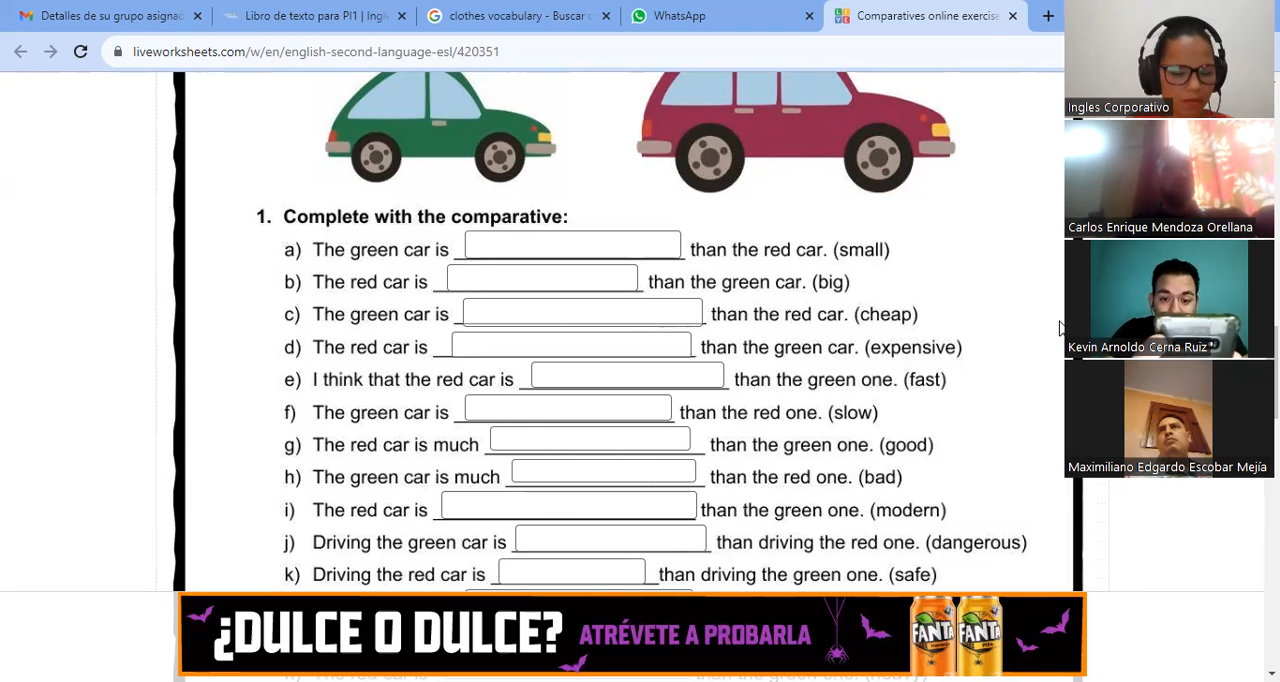 Detalles de su grupo asignad
Libro de texto para PI1 | Ingle
clothes vocabulary - Buscar c
WhatsApp
Comparatives online exercise
liveworksheets.com/w/en/english-second-language-esl/420351
Ingles Corporativo
Carlos Enrique Mendoza Orellana
Kevin Arnoldo Cerna Ruiz
Maximiliano Edgardo Escobar Mejía
1. Complete with the comparative:
a) The green car is than the red car. (small)
b) The red car is than the green car. (big)
c) The green car is than the red car. (cheap)
d) The red car is than the green car. (expensive)
e) I think that the red car is than the green one. (fast)
f) The green car is than the red one. (slow)
g) The red car is much than the green one. (good)
h) The green car is much than the red one. (bad)
i) The red car is than the green one. (modern)
j) Driving the green car is than driving the red one. (dangerous)
k) Driving the red car is than driving the green one. (safe)
¿DULCE O DULCE? ATRÉVETE A PROBARLA
FANTA FANTA